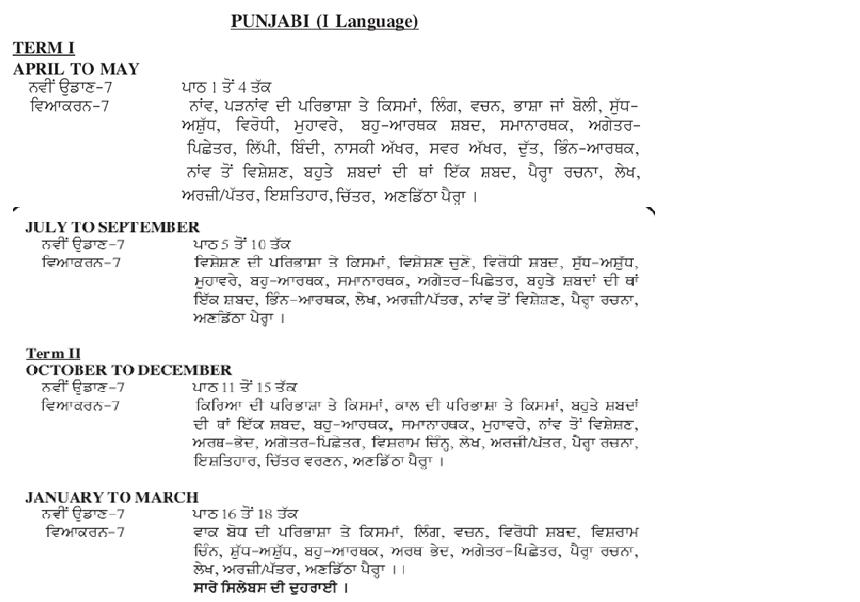 PUNJABI (I Language)
TERM I
APRIL TO MAY
ਨਵੀਂ ਉਡਾਣ-7 ਪਾਠ 1 ਤੋਂ 4 ਤੱਕ
ਵਿਆਕਰਨ-7 ਨਾਂਵ, ਪੜਨਾਂਵ ਦੀ ਪਰਿਭਾਸ਼ਾ ਤੇ ਕਿਸਮਾਂ, ਲਿੰਗ, ਵਚਨ, ਭਾਸ਼ਾ ਜਾਂ ਬੋਲੀ, ਸ਼ੁੱਧ-
ਅਸ਼ੁੱਧ, ਵਿਰੋਧੀ, ਮੁਹਾਵਰੇ, ਬਹੁ-ਆਰਥਕ ਸ਼ਬਦ, ਸਮਾਨਾਰਥਕ, ਅਗੇਤਰ-
ਪਿਛੇਤਰ, ਲਿੱਪੀ, ਬਿੰਦੀ, ਨਾਸਕੀ ਅੱਖਰ, ਸਵਰ ਅੱਖਰ, ਦੁੱਤ, ਭਿੰਨ-ਆਰਥਕ,
ਨਾਂਵ ਤੋਂ ਵਿਸ਼ੇਸ਼ਣ, ਬਹੁਤੇ ਸ਼ਬਦਾਂ ਦੀ ਥਾਂ ਇੱਕ ਸ਼ਬਦ, ਪੈਰ੍ਹਾ ਰਚਨਾ, ਲੇਖ,
ਅਰਜ਼ੀ/ਪੱਤਰ, ਇਸ਼ਤਿਹਾਰ, ਚਿੱਤਰ, ਅਣਡਿੱਠਾ ਪੈਰ੍ਹਾ ।
JULY TO SEPTEMBER
ਨਵੀਂ ਉਡਾਣ-7 ਪਾਠ 5 ਤੋਂ 10 ਤੱਕ
ਵਿਆਕਰਨ-7 ਵਿਸ਼ੇਸ਼ਣ ਦੀ ਪਰਿਭਾਸ਼ਾ ਤੇ ਕਿਸਮਾਂ, ਵਿਸ਼ੇਸ਼ਣ ਚੁਣੋ, ਵਿਰੋਧੀ ਸ਼ਬਦ, ਸ਼ੁੱਧ-ਅਸ਼ੁੱਧ,
ਮੁਹਾਵਰੇ, ਬਹੁ-ਆਰਥਕ, ਸਮਾਨਾਰਥਕ, ਅਗੇਤਰ-ਪਿਛੇਤਰ, ਬਹੁਤੇ ਸ਼ਬਦਾਂ ਦੀ ਥਾਂ
ਇੱਕ ਸ਼ਬਦ, ਭਿੰਨ-ਆਰਥਕ, ਲੇਖ, ਅਰਜ਼ੀ/ਪੱਤਰ, ਨਾਂਵ ਤੋਂ ਵਿਸ਼ੇਸ਼ਣ, ਪੈਰ੍ਹਾ ਰਚਨਾ,
ਅਣਡਿੱਠਾ ਪੈਰ੍ਹਾ ।
Term II
OCTOBER TO DECEMBER
ਨਵੀਂ ਉਡਾਣ-7 ਪਾਠ 11 ਤੋਂ 15 ਤੱਕ
ਵਿਆਕਰਨ-7 ਕਿਰਿਆ ਦੀ ਪਰਿਭਾਸ਼ਾ ਤੇ ਕਿਸਮਾਂ, ਕਾਲ ਦੀ ਪਰਿਭਾਸ਼ਾ ਤੇ ਕਿਸਮਾਂ, ਬਹੁਤੇ ਸ਼ਬਦਾਂ
ਦੀ ਥਾਂ ਇੱਕ ਸ਼ਬਦ, ਬਹੁ-ਆਰਥਕ, ਸਮਾਨਾਰਥਕ, ਮੁਹਾਵਰੇ, ਨਾਂਵ ਤੋਂ ਵਿਸ਼ੇਸ਼ਣ,
ਅਰਥ-ਭੇਦ, ਅਗੇਤਰ-ਪਿਛੇਤਰ, ਵਿਸ਼ਰਾਮ ਚਿੰਨ੍ਹ, ਲੇਖ, ਅਰਜ਼ੀ/ਪੱਤਰ, ਪੈਰ੍ਹਾ ਰਚਨਾ,
ਇਸ਼ਤਿਹਾਰ, ਚਿੱਤਰ ਵਰਣਨ, ਅਣਡਿੱਠਾ ਪੈਰ੍ਹਾ ।
JANUARY TO MARCH
ਨਵੀਂ ਉਡਾਣ-7 ਪਾਠ 16 ਤੋਂ 18 ਤੱਕ
ਵਿਆਕਰਨ-7 ਵਾਕ ਬੋਧ ਦੀ ਪਰਿਭਾਸ਼ਾ ਤੇ ਕਿਸਮਾਂ, ਲਿੰਗ, ਵਚਨ, ਵਿਰੋਧੀ ਸ਼ਬਦ, ਵਿਸ਼ਰਾਮ
ਚਿੰਨ, ਸ਼ੁੱਧ-ਅਸ਼ੁੱਧ, ਬਹੁ-ਆਰਥਕ, ਅਰਥ ਭੇਦ, ਅਗੇਤਰ-ਪਿਛੇਤਰ, ਪੈਰ੍ਹਾ ਰਚਨਾ,
ਲੇਖ, ਅਰਜ਼ੀ/ਪੱਤਰ, ਅਣਡਿੱਠਾ ਪੈਰ੍ਹਾ ।।
ਸਾਰੇ ਸਿਲੇਬਸ ਦੀ ਦੁਹਰਾਈ ।